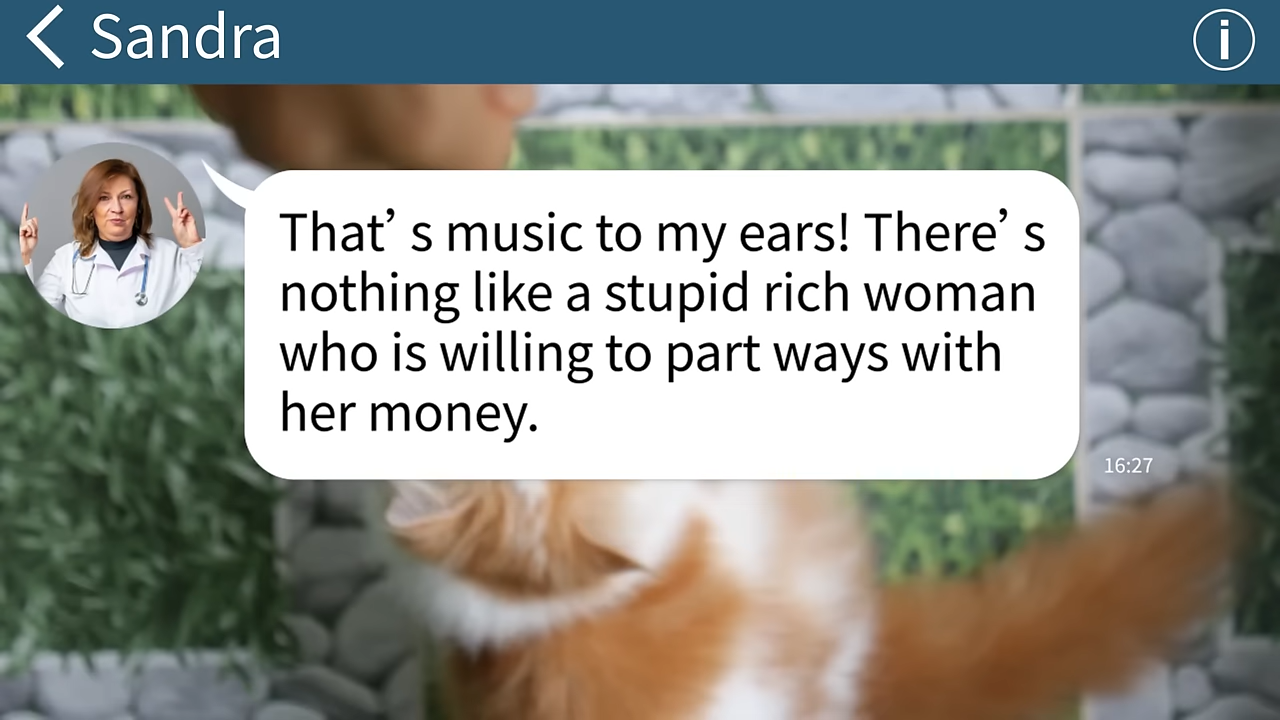 Sandra
That’s music to my ears! There’s
nothing like a stupid rich woman
who is willing to part ways with
her money.
16:27